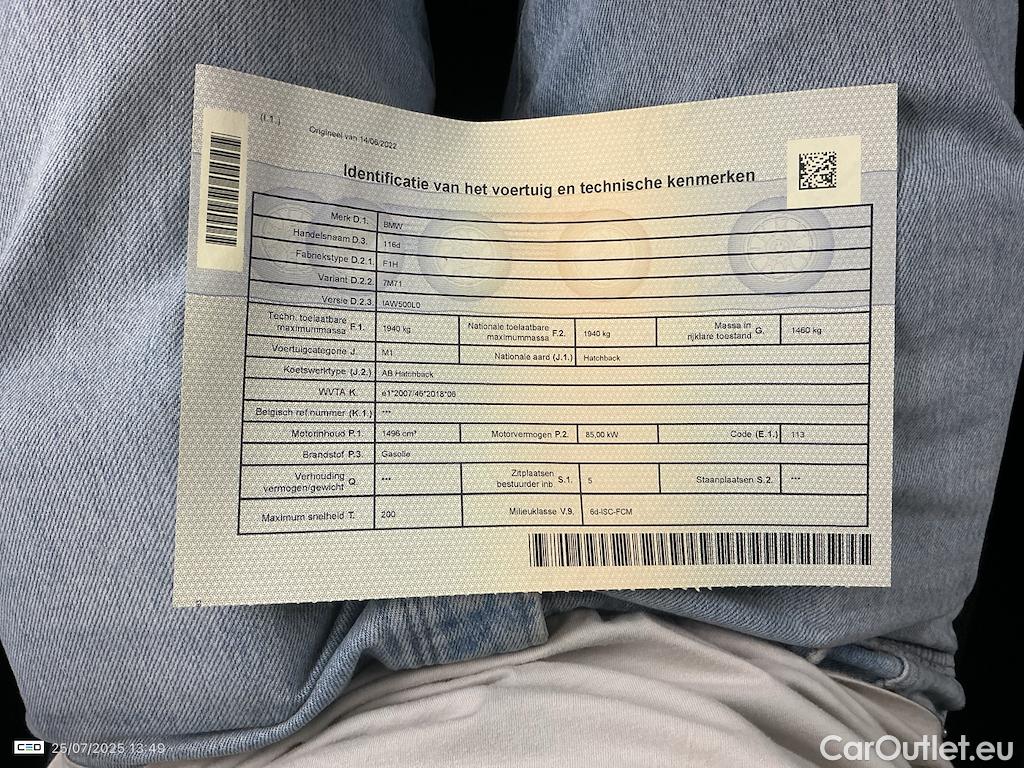 (I.1.)
Origineel van 14/06/2022
Identificatie van het voertuig en technische kenmerken
Merk D.1. BMW
Handelsnaam D.3. 116d
Fabriekstype D.2.1. F1H
Variant D.2.2. 7M71
Versie D.2.3. IAW500L0
Techn. toelaatbare maximummassa F.1. 1940 kg Nationale toelaatbare maximummassa F.2. 1940 kg Massa in rijklare toestand G. 1460 kg
Voertuigcategorie J. M1 Nationale aard (J.1.) Hatchback
Koetswerktype (J.2.) AB Hatchback
WVTA K. e1*2007/46*2018*06
Belgisch ref.nummer (K.1.) ***
Motorinhoud P.1. 1496 cm³ Motorvermogen P.2. 85,00 kW Code (E.1.) 113
Brandstof P.3. Gasolie
Verhouding vermogen/gewicht Q. *** Zitplaatsen bestuurder inb. S.1. 5 Staanplaatsen S.2. ***
Maximum snelheid T. 200 Milieuklasse V.9. 6d-ISC-FCM
CEO 25/07/2025 13:49
CarOutlet.eu